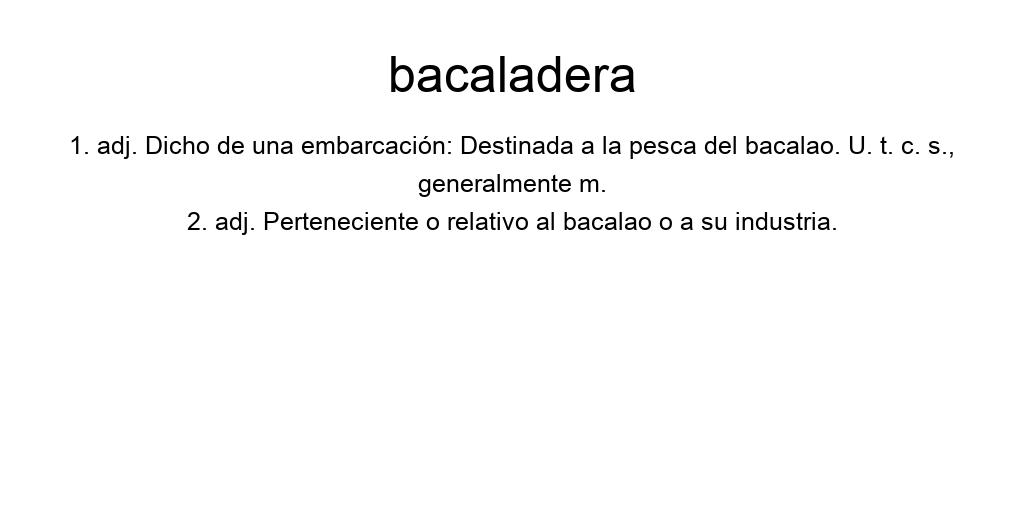 bacaladera
1. adj. Dicho de una embarcación: Destinada a la pesca del bacalao. U. t. c. s.,
generalmente m.
2. adj. Perteneciente o relativo al bacalao o a su industria.